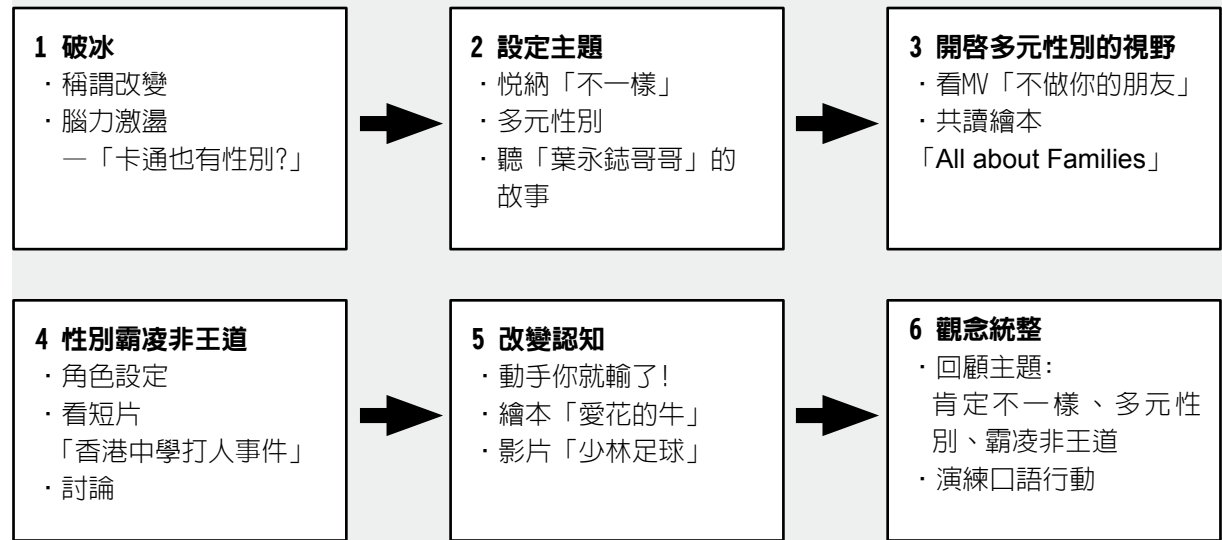 1 破冰
·稱謂改變
·腦力激盪
—「卡通也有性別?」
2 設定主題
·悅納「不一樣」
·多元性別
·聽「葉永鋕哥哥」的
故事
3 開啓多元性別的視野
·看MV「不做你的朋友」
·共讀繪本
「All about Families」
4 性別霸凌非王道
·角色設定
·看短片
「香港中學打人事件」
·討論
5 改變認知
·動手你就輸了!
·繪本「愛花的牛」
·影片「少林足球」
6 觀念統整
·回顧主題:
肯定不一樣、多元性
別、霸凌非王道
·演練口語行動